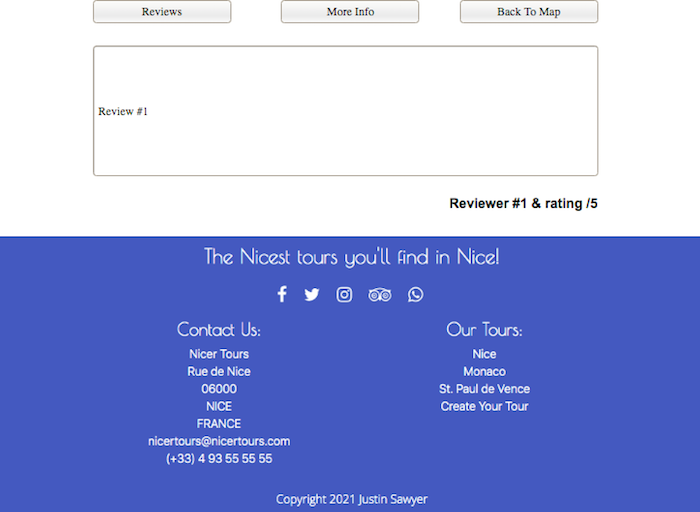 Reviews More Info Back To Map
Review #1
Reviewer #1 & rating /5
The Nicest tours you'll find in Nice!
Contact Us:
Nicer Tours
Rue de Nice
06000
NICE
FRANCE
nicertours@nicertours.com
(+33) 4 93 55 55 55
Our Tours:
Nice
Monaco
St. Paul de Vence
Create Your Tour
Copyright 2021 Justin Sawyer